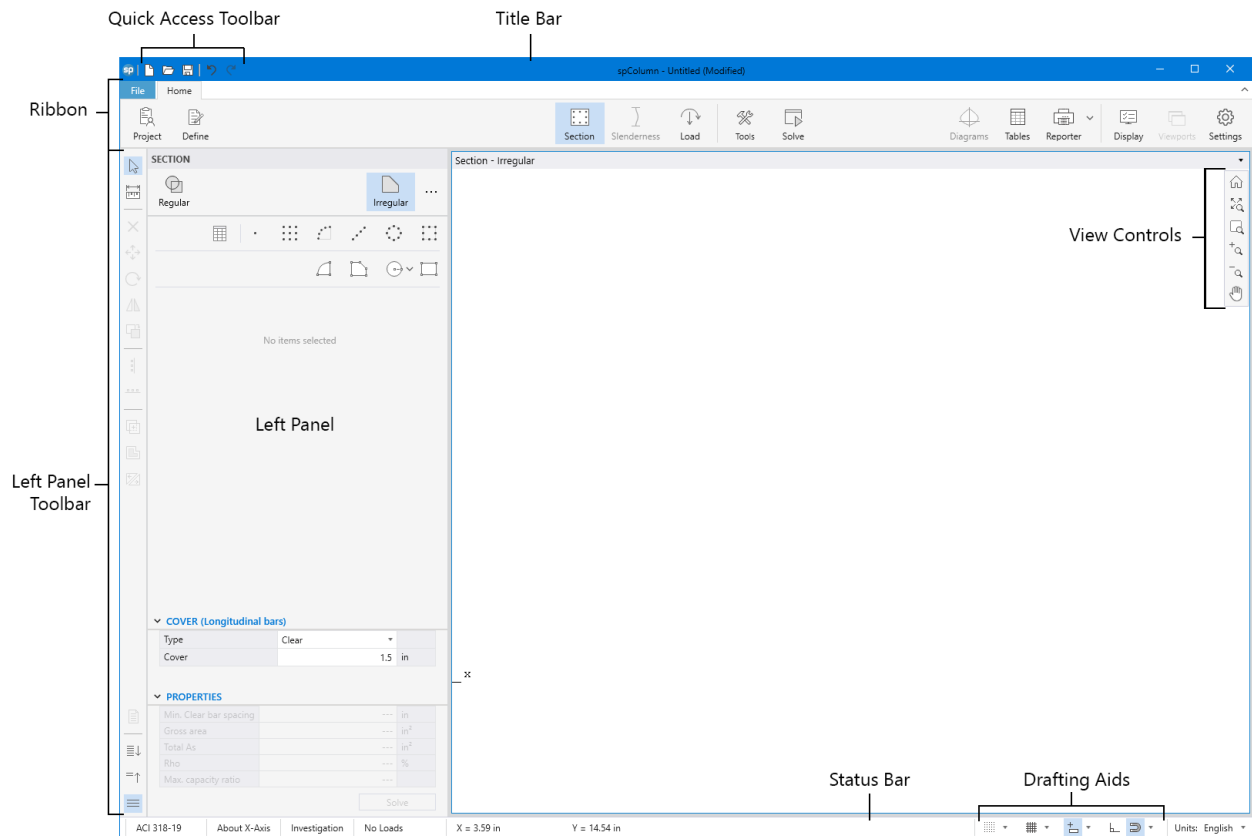 Quick Access Toolbar
Title Bar
sp
spColumn - Untitled (Modified)
File
Home
Ribbon
Project
Define
Section
Slenderness
Load
Tools
Solve
Diagrams
Tables
Reporter
Display
Viewports
Settings
SECTION
Section - Irregular
Regular
Irregular
...
View Controls
No items selected
Left Panel
Left Panel
Toolbar
COVER (Longitudinal bars)
Type Clear
Cover 1.5 in
x
PROPERTIES
Min. Clear bar spacing --- in
Gross area --- in²
Total As --- in²
Rho --- %
Max. capacity ratio ---
Solve
Status Bar
Drafting Aids
ACI 318-19 About X-Axis Investigation No Loads X = 3.59 in Y = 14.54 in Units: English